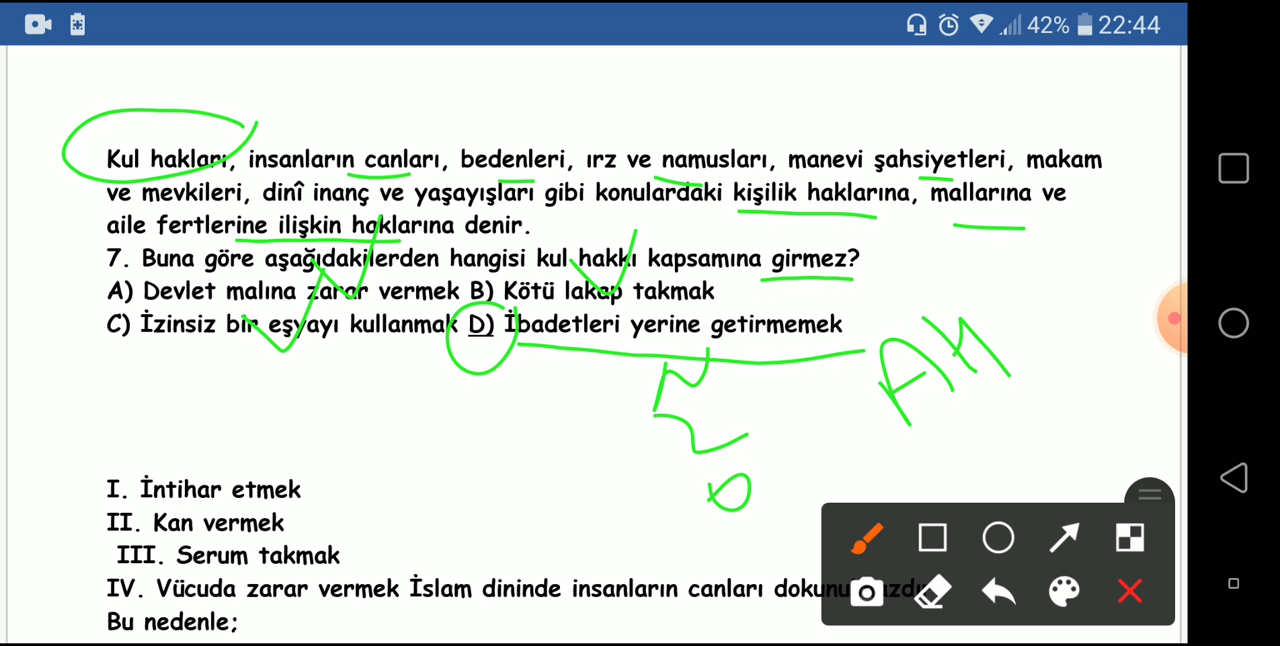 42% 22:44
Kul hakları, insanların canları, bedenleri, ırz ve namusları, manevi şahsiyetleri, makam
ve mevkileri, dinî inanç ve yaşayışları gibi konulardaki kişilik haklarına, mallarına ve
aile fertlerine ilişkin haklarına denir.
7. Buna göre aşağıdakilerden hangisi kul hakkı kapsamına girmez?
A) Devlet malına zarar vermek B) Kötü lakap takmak
C) İzinsiz bir eşyayı kullanmak D) İbadetleri yerine getirmemek
I. İntihar etmek
II. Kan vermek
III. Serum takmak
IV. Vücuda zarar vermek İslam dininde insanların canları
Bu nedenle;